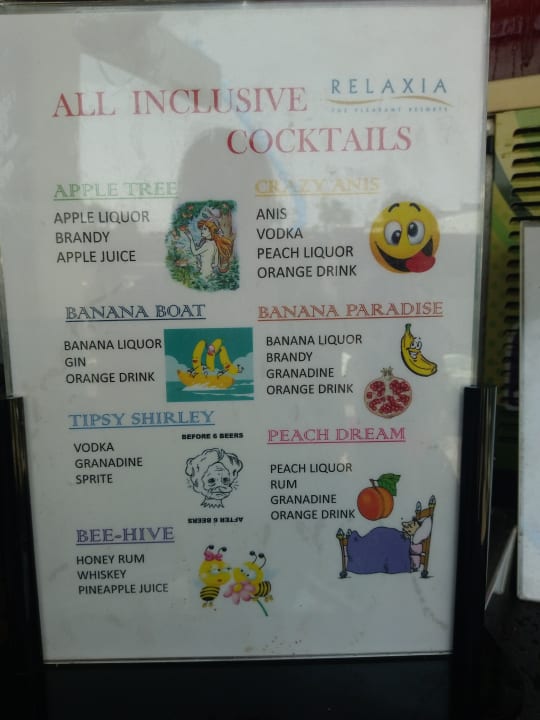 RELAXIA
THE PLEASANT RESORTS
ALL INCLUSIVE
COCKTAILS
APPLE TREE
APPLE LIQUOR
BRANDY
APPLE JUICE
CRAZY ANIS
ANIS
VODKA
PEACH LIQUOR
ORANGE DRINK
BANANA BOAT
BANANA LIQUOR
GIN
ORANGE DRINK
BANANA PARADISE
BANANA LIQUOR
BRANDY
GRANADINE
ORANGE DRINK
TIPSY SHIRLEY
VODKA
GRANADINE
SPRITE
BEFORE 6 BEERS
AFTER 6 BEERS
PEACH DREAM
PEACH LIQUOR
RUM
GRANADINE
ORANGE DRINK
BEE-HIVE
HONEY RUM
WHISKEY
PINEAPPLE JUICE